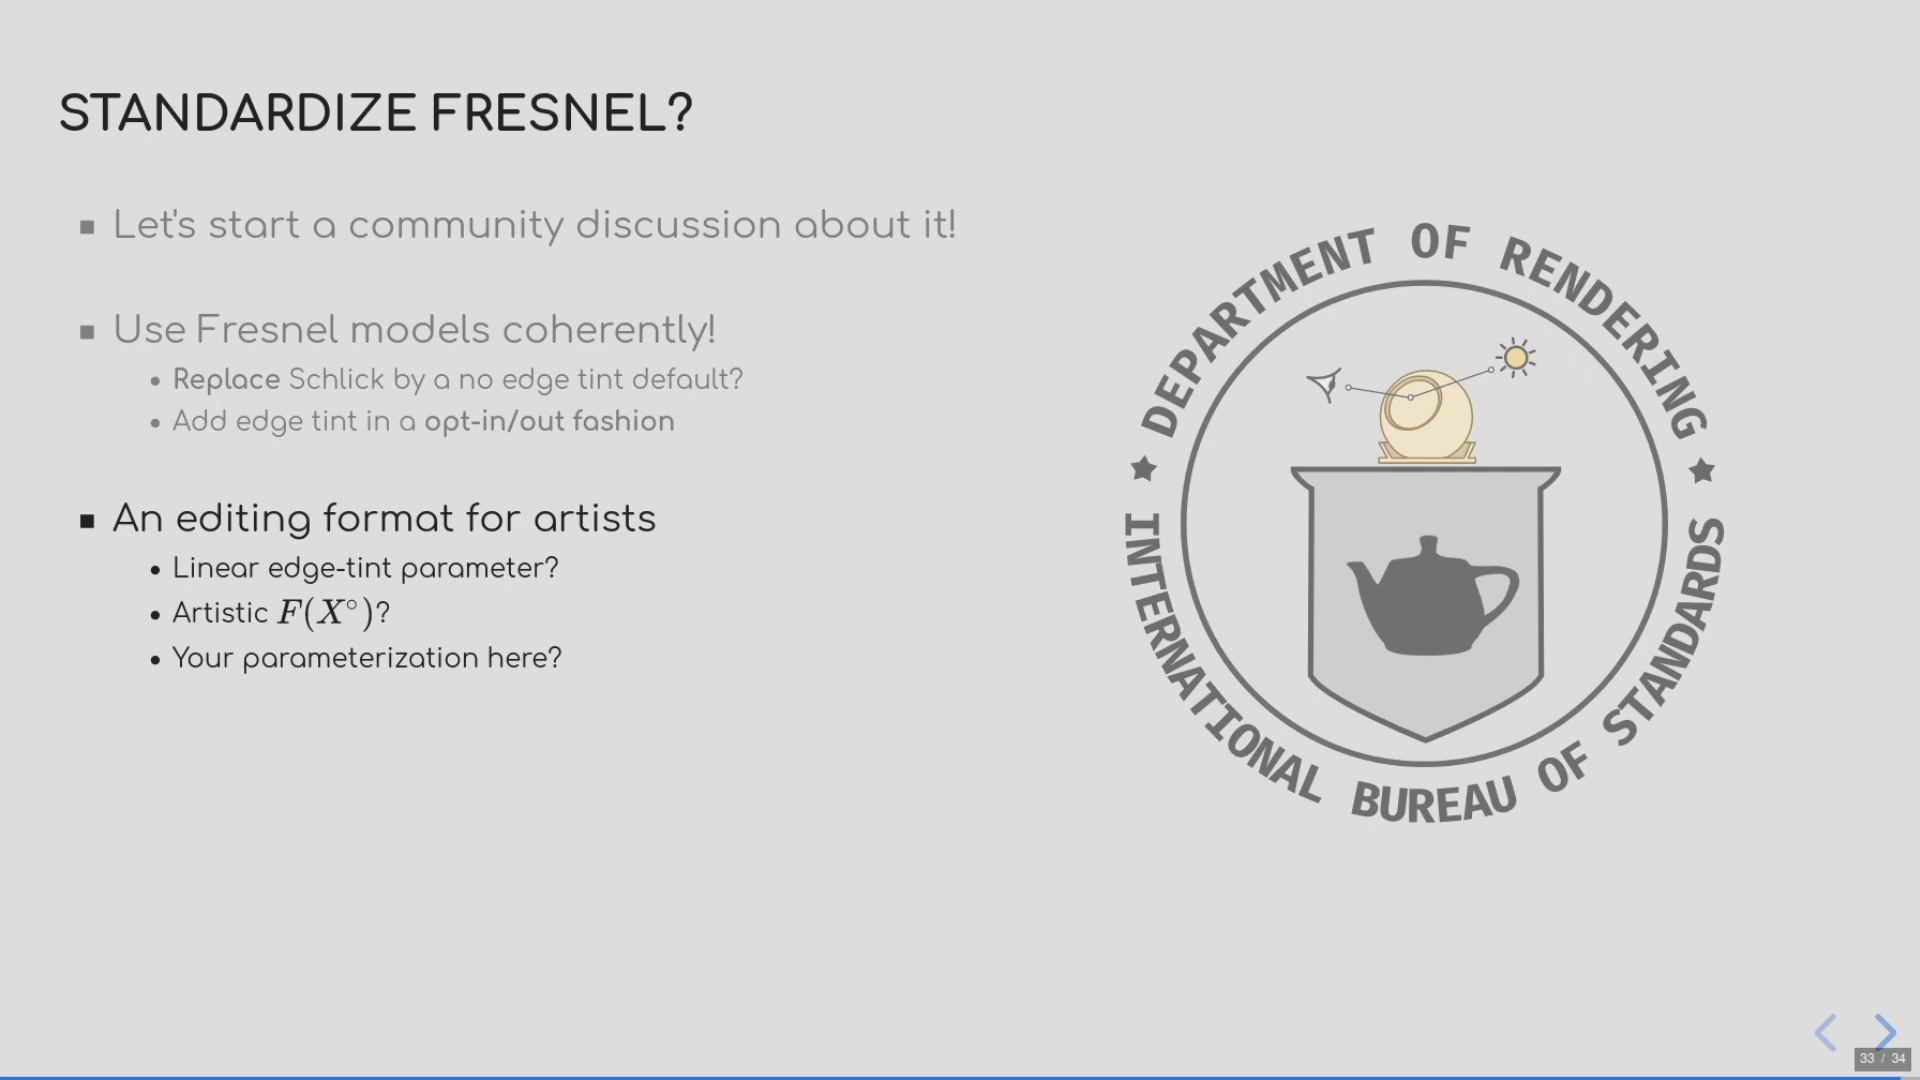 STANDARDIZE FRESNEL?
Let's start a community discussion about it!
Use Fresnel models coherently!
Replace Schlick by a no edge tint default?
Add edge tint in a opt-in/out fashion
An editing format for artists
Linear edge-tint parameter?
Artistic F(X°)?
Your parameterization here?
DEPARTMENT OF RENDERING
INTERNATIONAL BUREAU OF STANDARDS
33 / 34